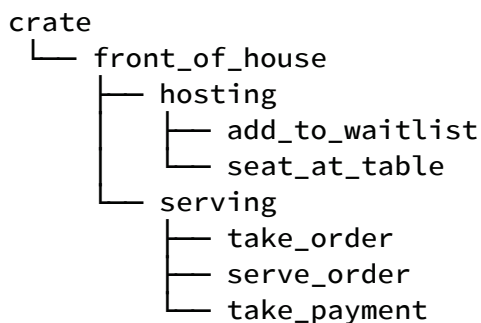 crate
└── front_of_house
    ├── hosting
    │   ├── add_to_waitlist
    │   └── seat_at_table
    └── serving
        ├── take_order
        ├── serve_order
        └── take_payment